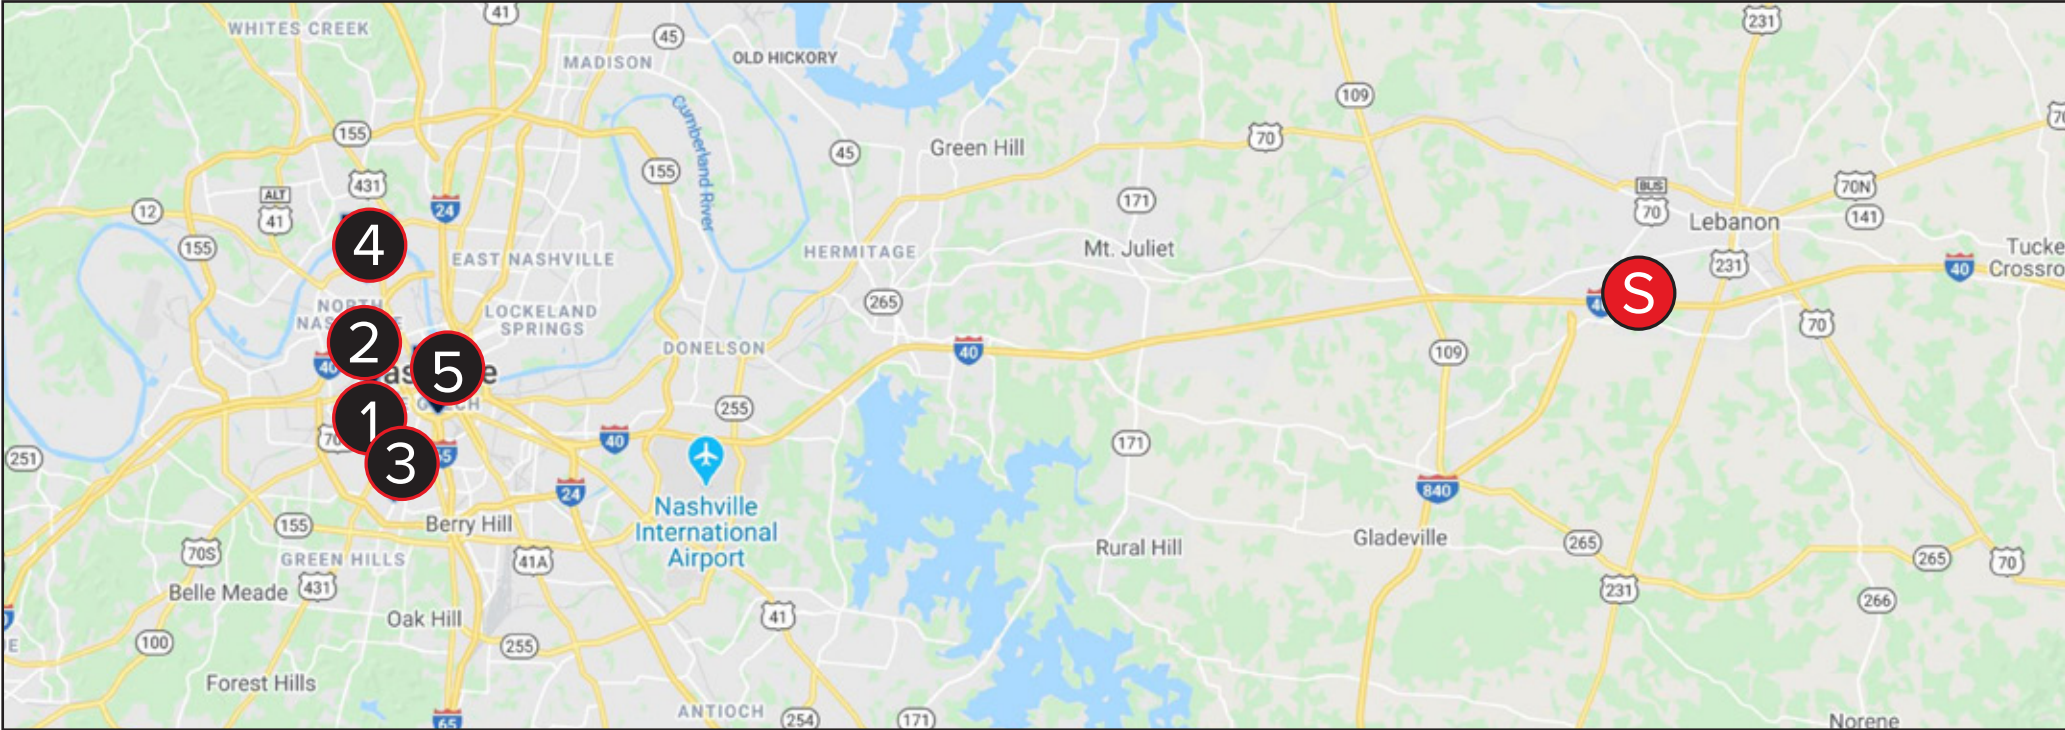 41
231
WHITES CREEK
45
OLD HICKORY
MADISON
109
155
70
45
Green Hill
Cumberland River
155
431
ALT
41
24
12
171
BUS
70
70N
141
Lebanon
4
155
EAST NASHVILLE
HERMITAGE
Mt. Juliet
231
40
Tucke
Crossro
S
265
NORTH
LOCKELAND
SPRINGS
70
2
5
40
DONELSON
40
109
1
255
40
171
3
65
251
24
840
Nashville
International
Airport
155
Berry Hill
GREEN HILLS
70S
41A
Rural Hill
Gladeville
265
265
70
Belle Meade
431
231
266
Oak Hill
41
100
255
Forest Hills
ANTIOCH
65
254
171
Norene